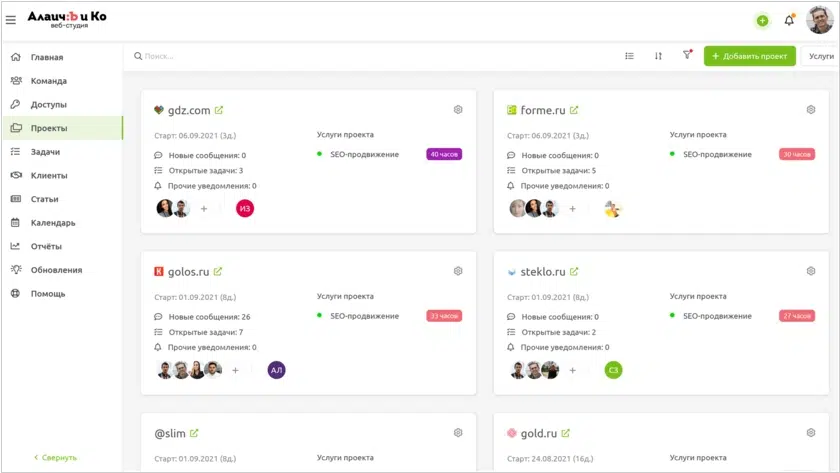 Алаичъ и Ко
веб-студия
Поиск...
+ Добавить проект
Услуги
Главная
Команда
Доступы
Проекты
Задачи
Клиенты
Статьи
Календарь
Отчёты
Обновления
Помощь
< Свернуть
gdz.com
Старт: 06.09.2021 (3д.)
Услуги проекта
SEO-продвижение
40 часов
Новые сообщения: 0
Открытые задачи: 3
Прочие уведомления: 0
+
ИЗ
forme.ru
Старт: 06.09.2021 (3д.)
Услуги проекта
SEO-продвижение
30 часов
Новые сообщения: 0
Открытые задачи: 5
Прочие уведомления: 0
+
golos.ru
Старт: 01.09.2021 (8д.)
Услуги проекта
SEO-продвижение
33 часов
Новые сообщения: 26
Открытые задачи: 7
Прочие уведомления: 0
+
АЛ
steklo.ru
Старт: 01.09.2021 (8д.)
Услуги проекта
SEO-продвижение
27 часов
Новые сообщения: 0
Открытые задачи: 2
Прочие уведомления: 0
+
СЗ
@slim
Старт: 01.09.2021 (8д.)
Услуги проекта
gold.ru
Старт: 24.08.2021 (16д.)
Услуги проекта